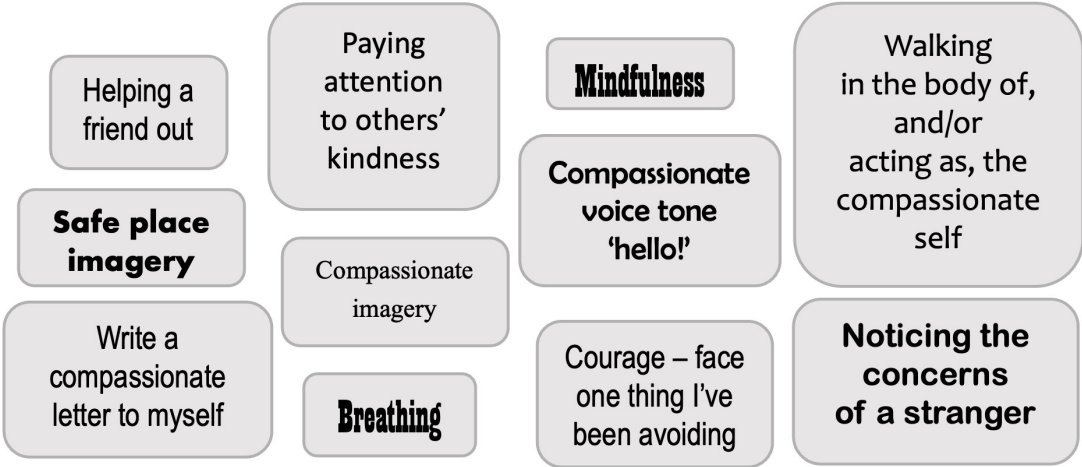 Helping a
friend out
Safe place
imagery
Write a
compassionate
letter to myself
Paying
attention
to others’
kindness
Compassionate
imagery
Breathing
Mindfulness
Compassionate
voice tone
‘hello!’
Courage – face
one thing I’ve
been avoiding
Walking
in the body of,
and/or
acting as, the
compassionate
self
Noticing the
concerns
of a stranger